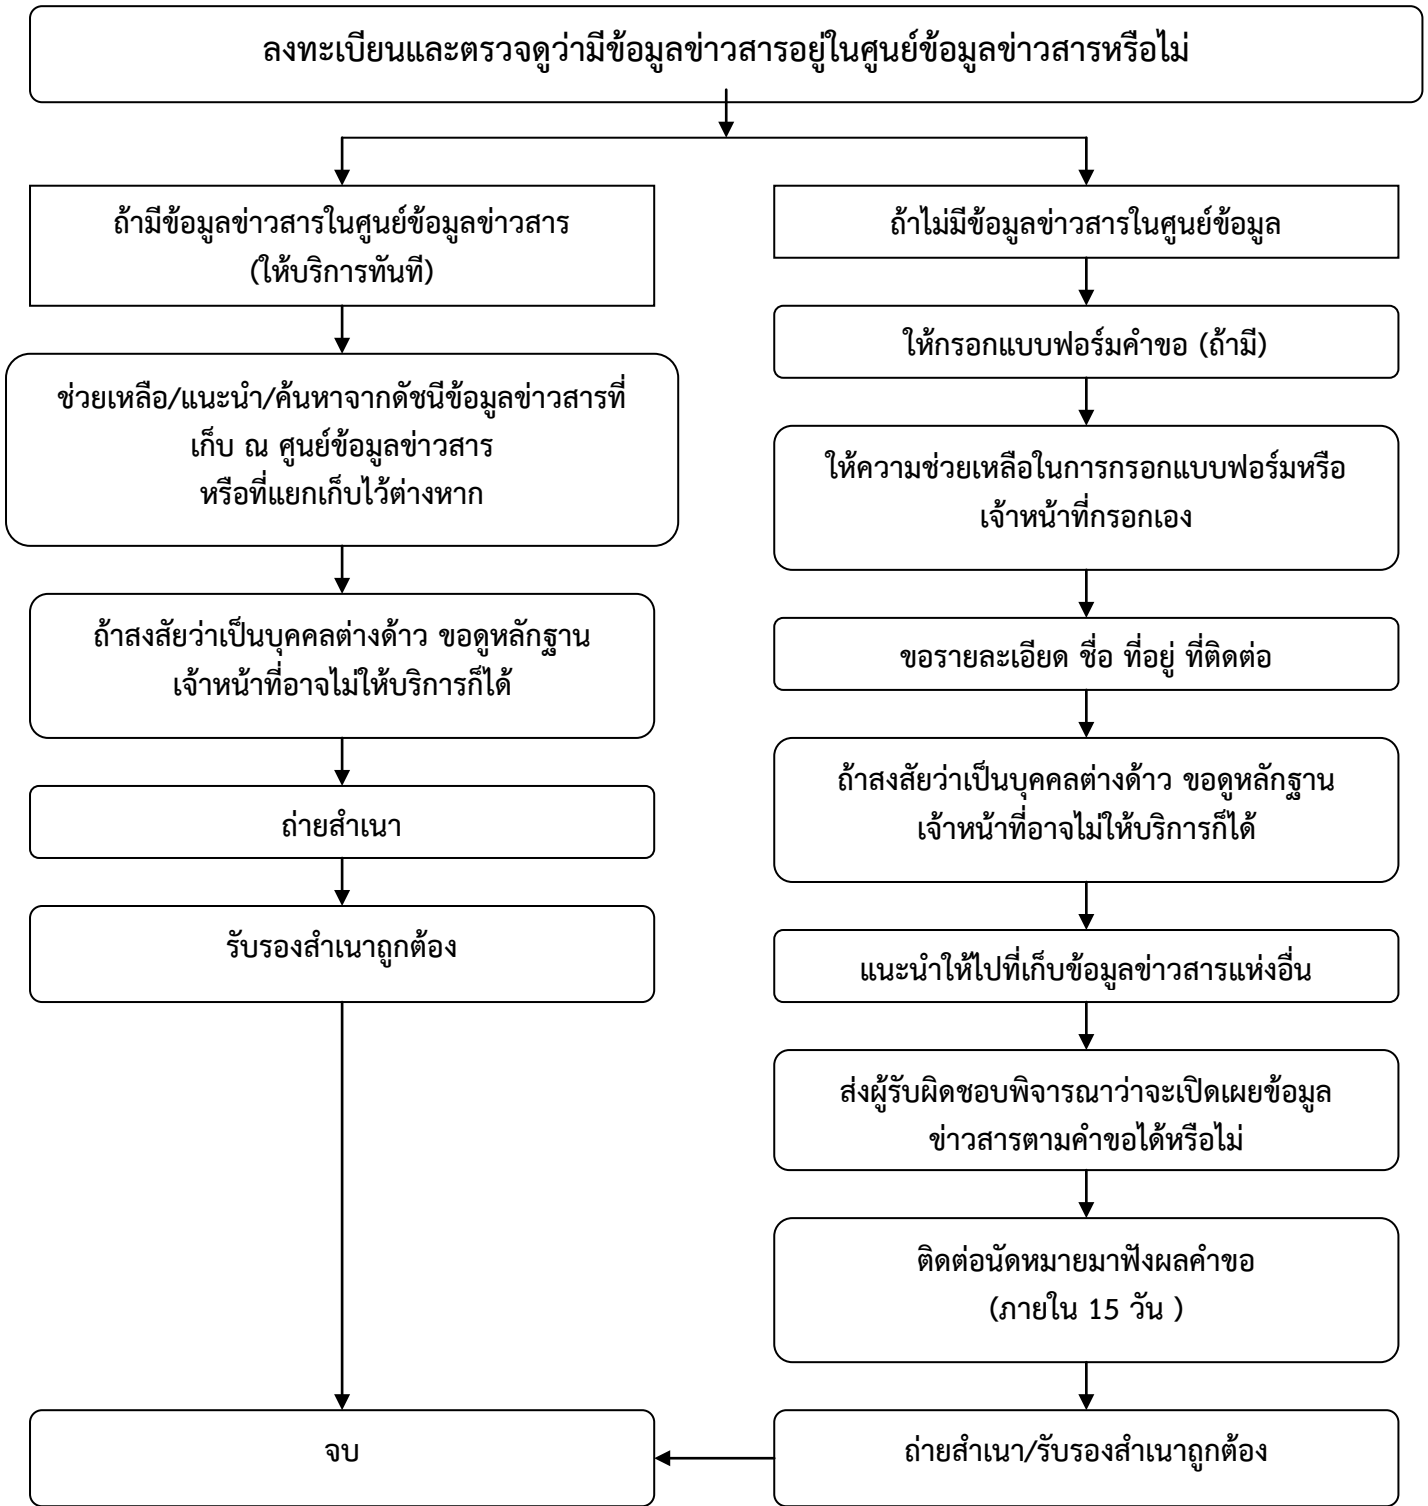 ลงทะเบียนและตรวจดูว่ามีข้อมูลข่าวสารอยู่ในศูนย์ข้อมูลข่าวสารหรือไม่
ถ้ามีข้อมูลข่าวสารในศูนย์ข้อมูลข่าวสาร
(ให้บริการทันที)
ช่วยเหลือ/แนะนำ/ค้นหาจากดัชนีข้อมูลข่าวสารที่
เก็บ ณ ศูนย์ข้อมูลข่าวสาร
หรือที่แยกเก็บไว้ต่างหาก
ถ้าสงสัยว่าเป็นบุคคลต่างด้าว ขอดูหลักฐาน
เจ้าหน้าที่อาจไม่ให้บริการก็ได้
ถ่ายสำเนา
รับรองสำเนาถูกต้อง
ถ้าไม่มีข้อมูลข่าวสารในศูนย์ข้อมูล
ให้กรอกแบบฟอร์มคำขอ (ถ้ามี)
ให้ความช่วยเหลือในการกรอกแบบฟอร์มหรือ
เจ้าหน้าที่กรอกเอง
ขอรายละเอียด ชื่อ ที่อยู่ ที่ติดต่อ
ถ้าสงสัยว่าเป็นบุคคลต่างด้าว ขอดูหลักฐาน
เจ้าหน้าที่อาจไม่ให้บริการก็ได้
แนะนำให้ไปที่เก็บข้อมูลข่าวสารแห่งอื่น
ส่งผู้รับผิดชอบพิจารณาว่าจะเปิดเผยข้อมูล
ข่าวสารตามคำขอได้หรือไม่
ติดต่อนัดหมายมาฟังผลคำขอ
(ภายใน 15 วัน )
ถ่ายสำเนา/รับรองสำเนาถูกต้อง
จบ